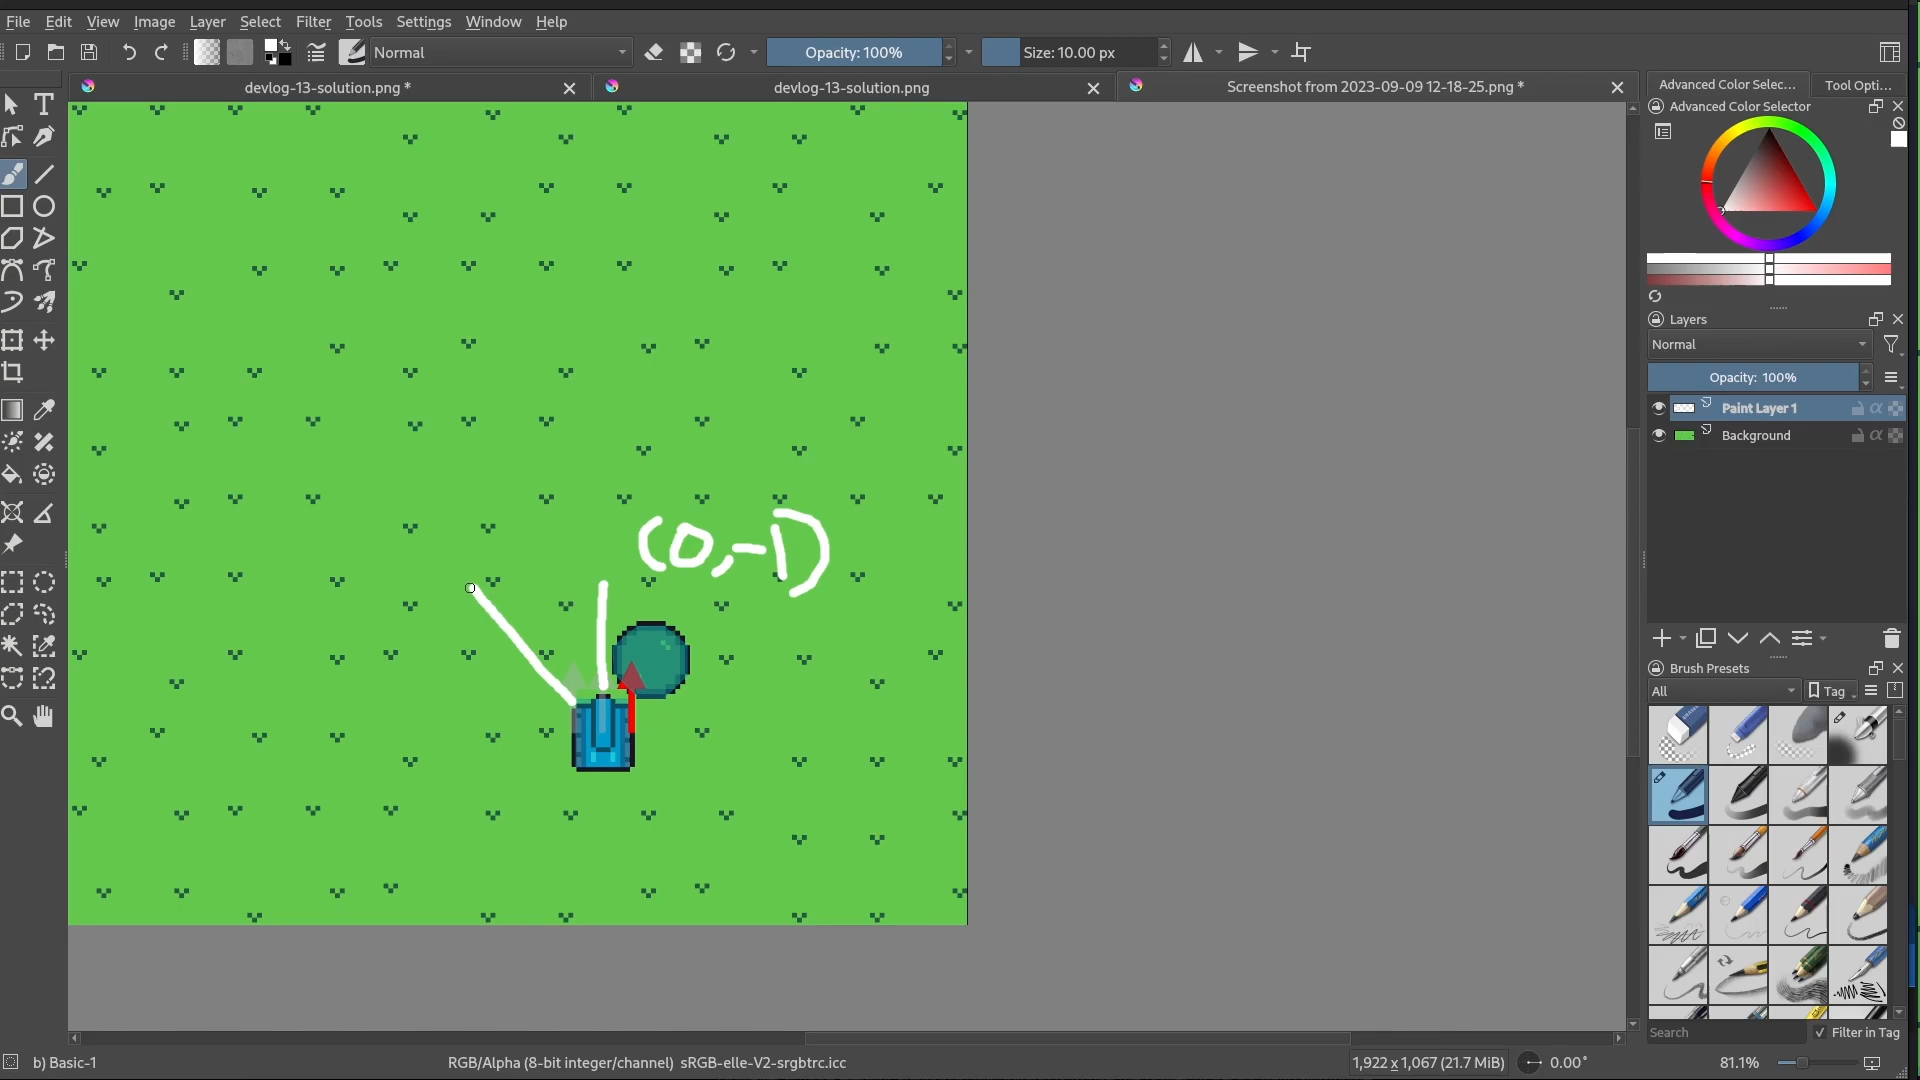 File Edit View Image Layer Select Filter Tools Settings Window Help
Normal
Opacity: 100%
Size: 10.00 px
devlog-13-solution.png *
devlog-13-solution.png
Screenshot from 2023-09-09 12-18-25.png *
Advanced Color Selec...
Tool Opti...
Advanced Color Selector
Layers
Normal
Opacity: 100%
Paint Layer 1
Background
(0,-1)
Brush Presets
All
Tag
Search
Filter in Tag
b) Basic-1
RGB/Alpha (8-bit integer/channel) sRGB-elle-V2-srgbtrc.icc
1,922 x 1,067 (21.7 MiB)
0.00°
81.1%